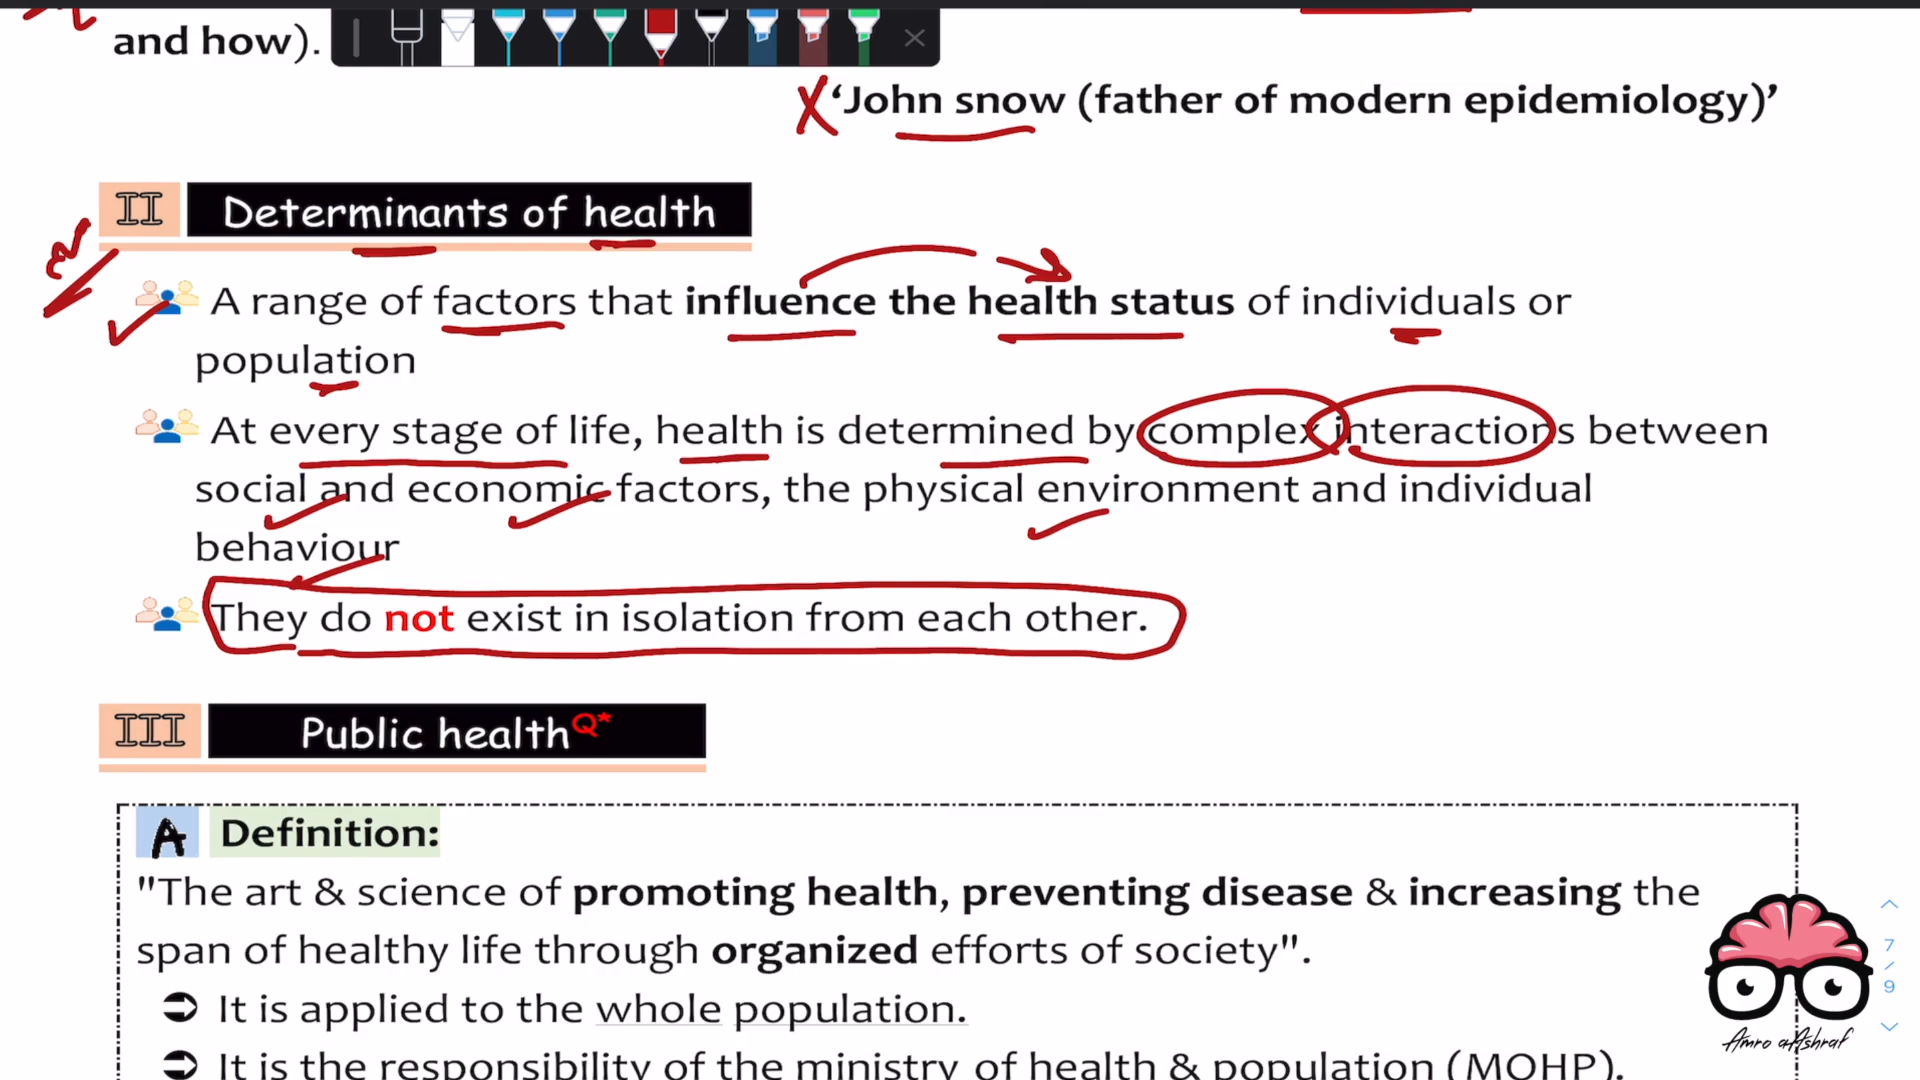 and how).
‘John snow (father of modern epidemiology)’
II Determinants of health
A range of factors that influence the health status of individuals or
population
At every stage of life, health is determined by complex interactions between
social and economic factors, the physical environment and individual
behaviour
They do not exist in isolation from each other.
III Public healthQ*
A Definition:
"The art & science of promoting health, preventing disease & increasing the
span of healthy life through organized efforts of society".
➲ It is applied to the whole population.
➲ It is the responsibility of the ministry of health & population (MOHP).
7
/
9
Amro Ashraf